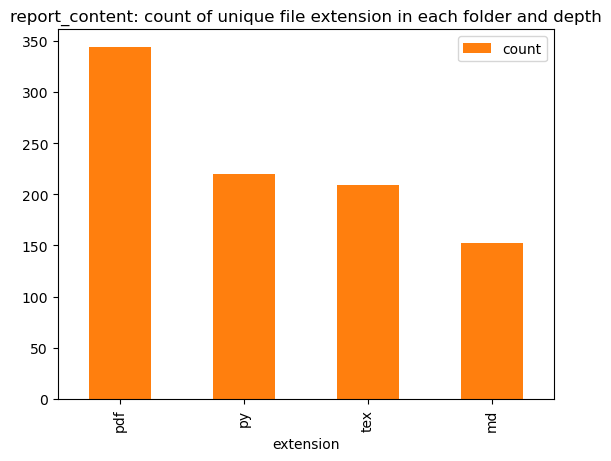 report_content: count of unique file extension in each folder and depth
count
350
300
250
200
150
100
50
0
pdf
py
tex
md
extension